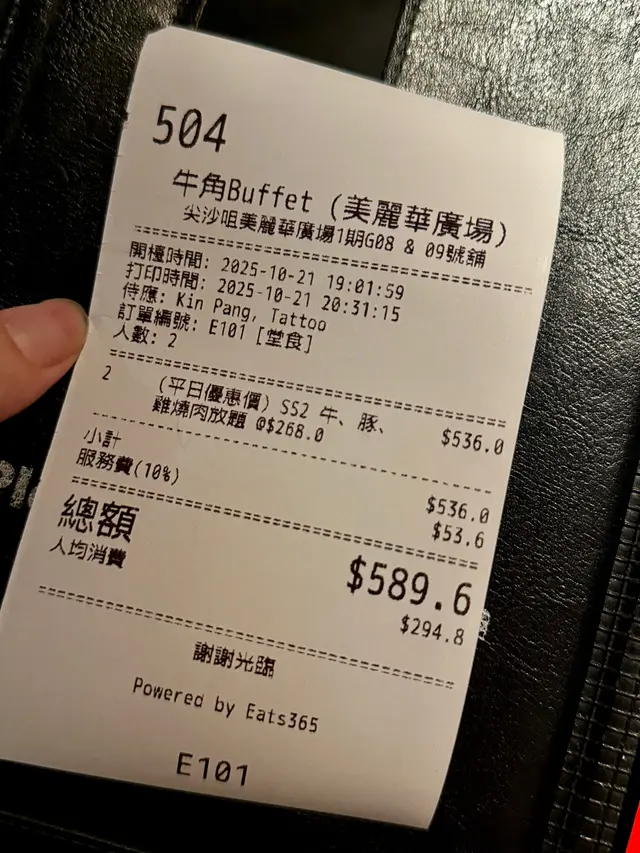 504
牛角Buffet (美麗華廣場)
尖沙咀美麗華廣場1期G08 & 09號舖
開檯時間: 2025-10-21 19:01:59
打印時間: 2025-10-21 20:31:15
侍應: Kin Pang, Tattoo
訂單編號: E101 [堂食]
人數: 2
2 (平日優惠價) SS2 牛、豚、 $536.0
雞燒肉放題 @$268.0
小計 $536.0
服務費(10%) $53.6
總額 $589.6
人均消費 $294.8
謝謝光臨
Powered by Eats365
E101